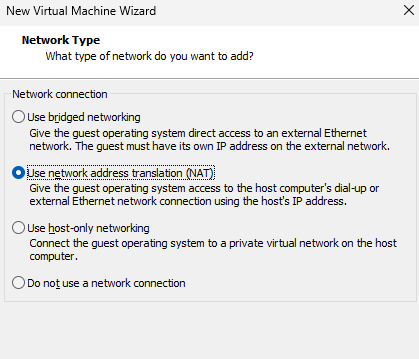 New Virtual Machine Wizard
Network Type
What type of network do you want to add?
Network connection
Use bridged networking
Give the guest operating system direct access to an external Ethernet
network. The guest must have its own IP address on the external network.
Use network address translation (NAT)
Give the guest operating system access to the host computer's dial-up or
external Ethernet network connection using the host's IP address.
Use host-only networking
Connect the guest operating system to a private virtual network on the host
computer.
Do not use a network connection